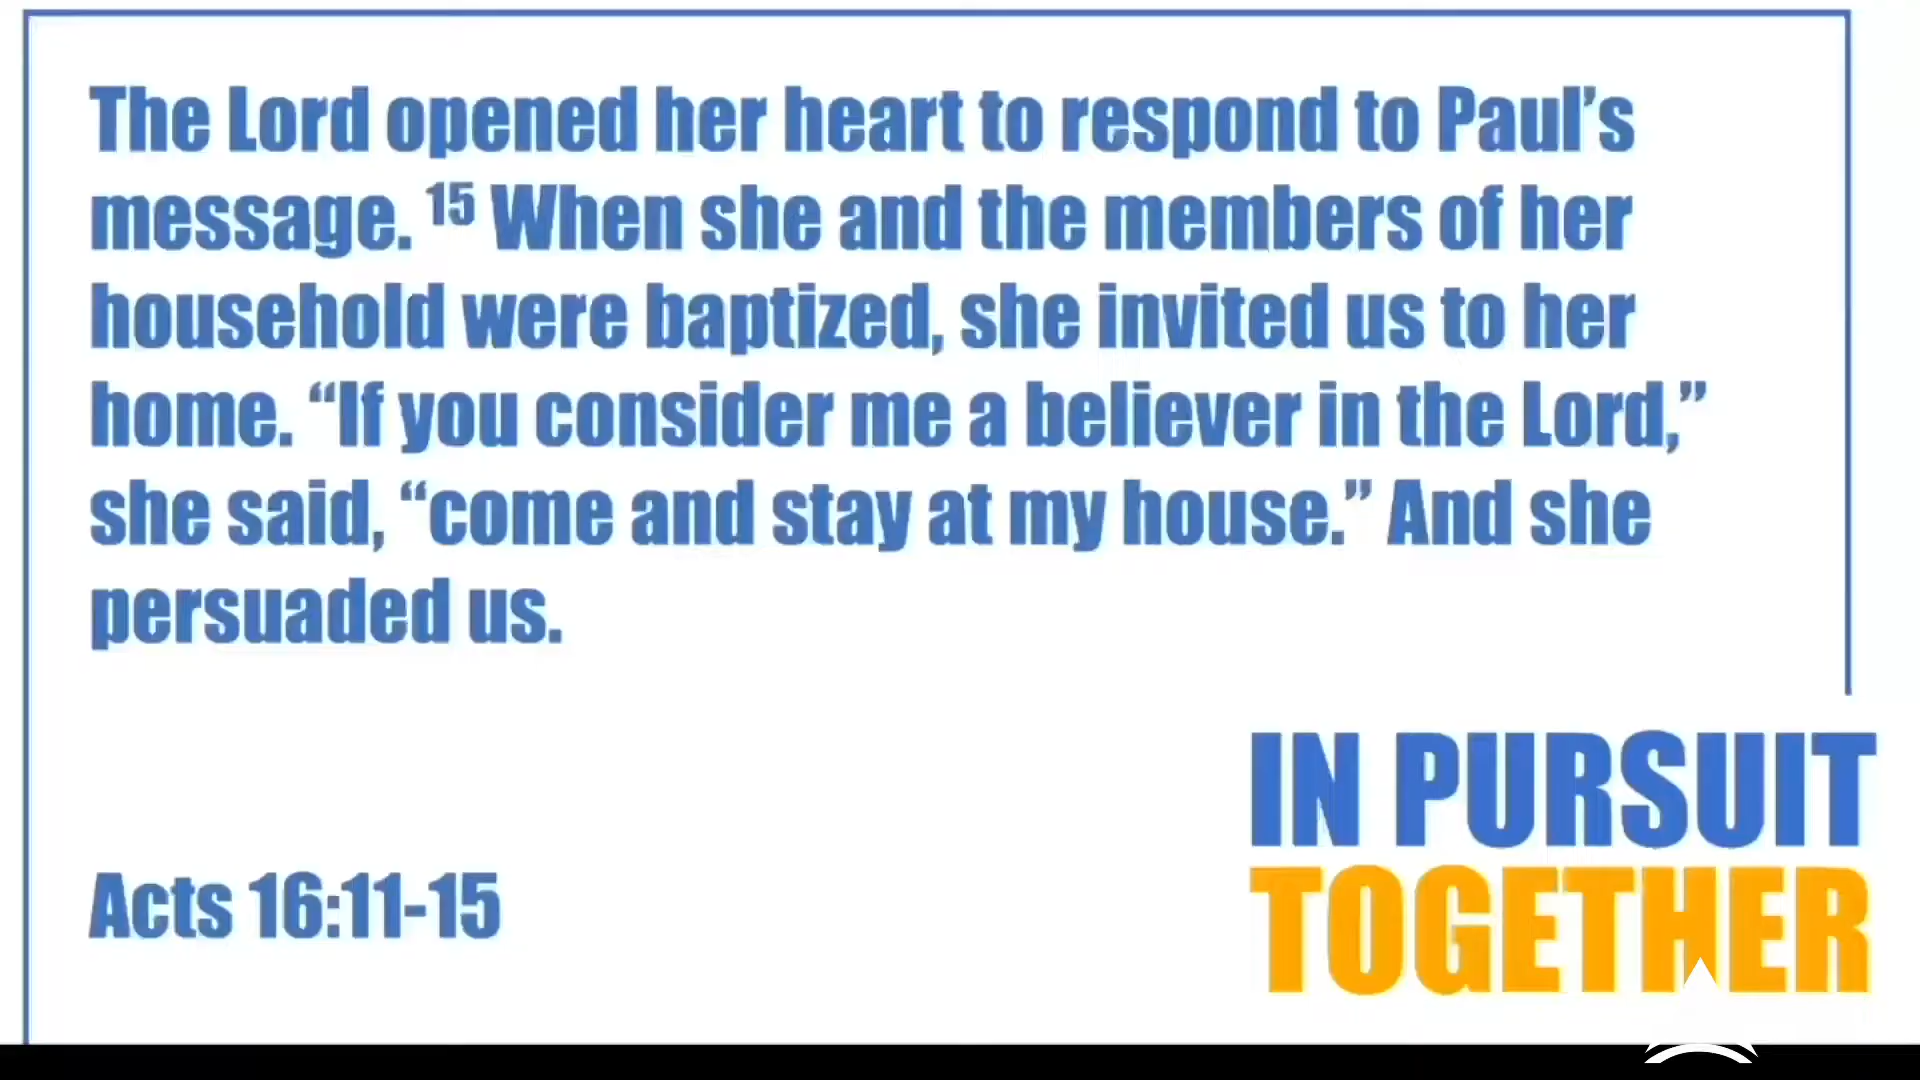 The Lord opened her heart to respond to Paul’s
message. ¹⁵ When she and the members of her
household were baptized, she invited us to her
home. “If you consider me a believer in the Lord,”
she said, “come and stay at my house.” And she
persuaded us.
Acts 16:11-15
IN PURSUIT
TOGETHER